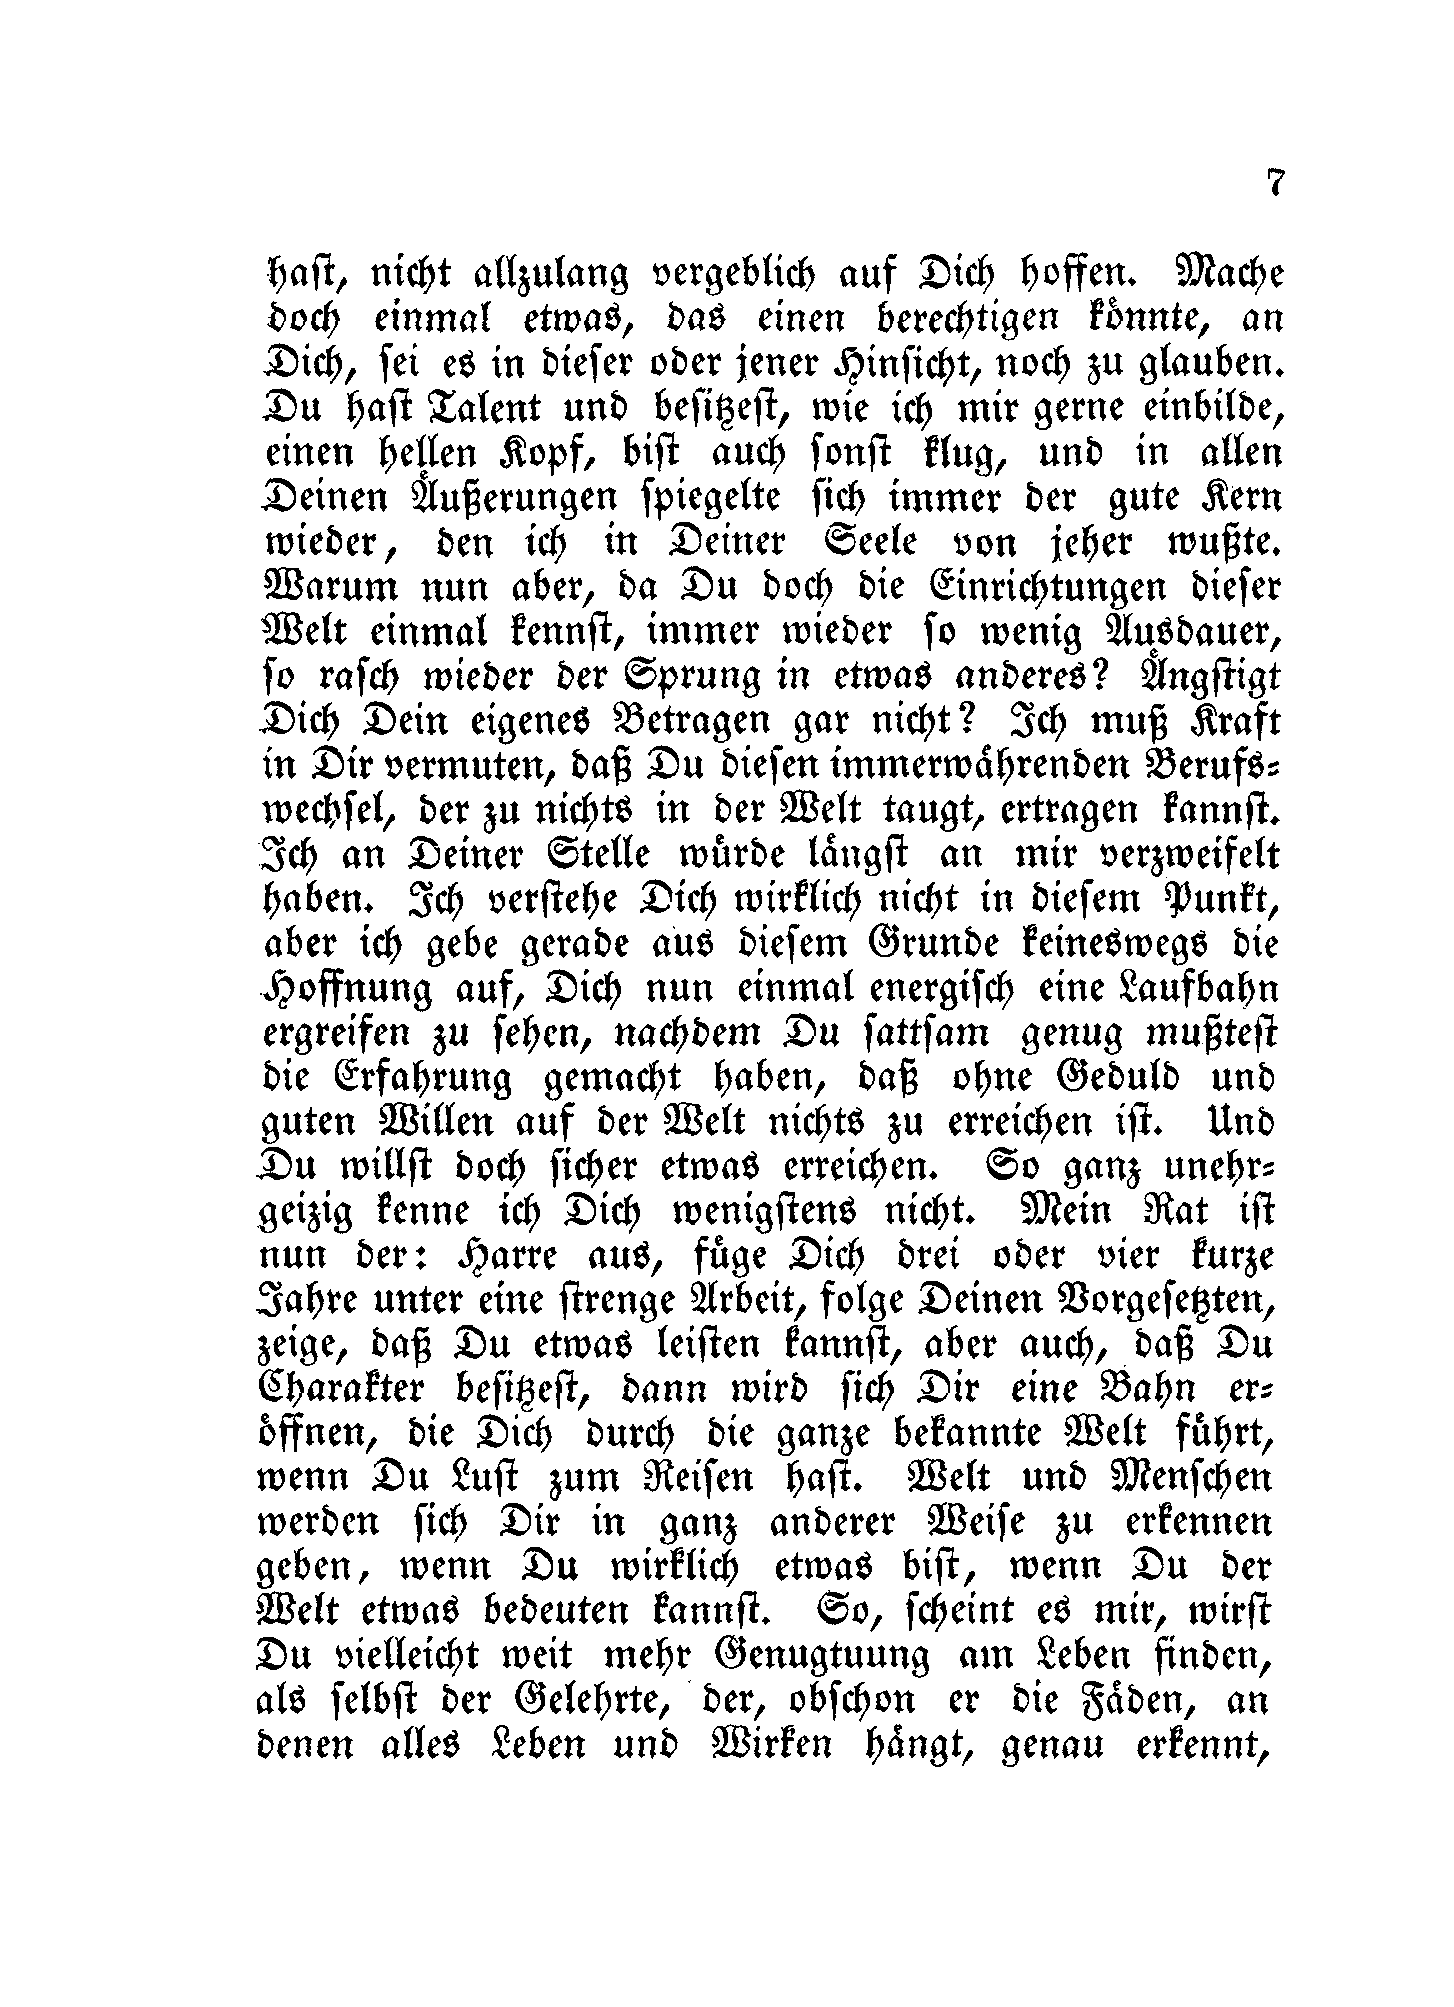 7
hast, nicht allzulang vergeblich auf Dich hoffen. Mache
doch einmal etwas, das einen berechtigen könnte, an
Dich, sei es in dieser oder jener Hinsicht, noch zu glauben.
Du hast Talent und besitzest, wie ich mir gerne einbilde,
einen hellen Kopf, bist auch sonst klug, und in allen
Deinen Äußerungen spiegelte sich immer der gute Kern
wieder, den ich in Deiner Seele von jeher wußte.
Warum nun aber, da Du doch die Einrichtungen dieser
Welt einmal kennst, immer wieder so wenig Ausdauer,
so rasch wieder der Sprung in etwas anderes? Ängstigt
Dich Dein eigenes Betragen gar nicht? Ich muß Kraft
in Dir vermuten, daß Du diesen immerwährenden Berufs-
wechsel, der zu nichts in der Welt taugt, ertragen kannst.
Ich an Deiner Stelle würde längst an mir verzweifelt
haben. Ich verstehe Dich wirklich nicht in diesem Punkt,
aber ich gebe gerade aus diesem Grunde keineswegs die
Hoffnung auf, Dich nun einmal energisch eine Laufbahn
ergreifen zu sehen, nachdem Du sattsam genug mußtest
die Erfahrung gemacht haben, daß ohne Geduld und
guten Willen auf der Welt nichts zu erreichen ist. Und
Du willst doch sicher etwas erreichen. So ganz unehr-
geizig kenne ich Dich wenigstens nicht. Mein Rat ist
nun der: Harre aus, füge Dich drei oder vier kurze
Jahre unter eine strenge Arbeit, folge Deinen Vorgesetzten,
zeige, daß Du etwas leisten kannst, aber auch, daß Du
Charakter besitzest, dann wird sich Dir eine Bahn er-
öffnen, die Dich durch die ganze bekannte Welt führt,
wenn Du Lust zum Reisen hast. Welt und Menschen
werden sich Dir in ganz anderer Weise zu erkennen
geben, wenn Du wirklich etwas bist, wenn Du der
Welt etwas bedeuten kannst. So, scheint es mir, wirst
Du vielleicht weit mehr Genugtuung am Leben finden,
als selbst der Gelehrte, der, obschon er die Fäden, an
denen alles Leben und Wirken hängt, genau erkennt,